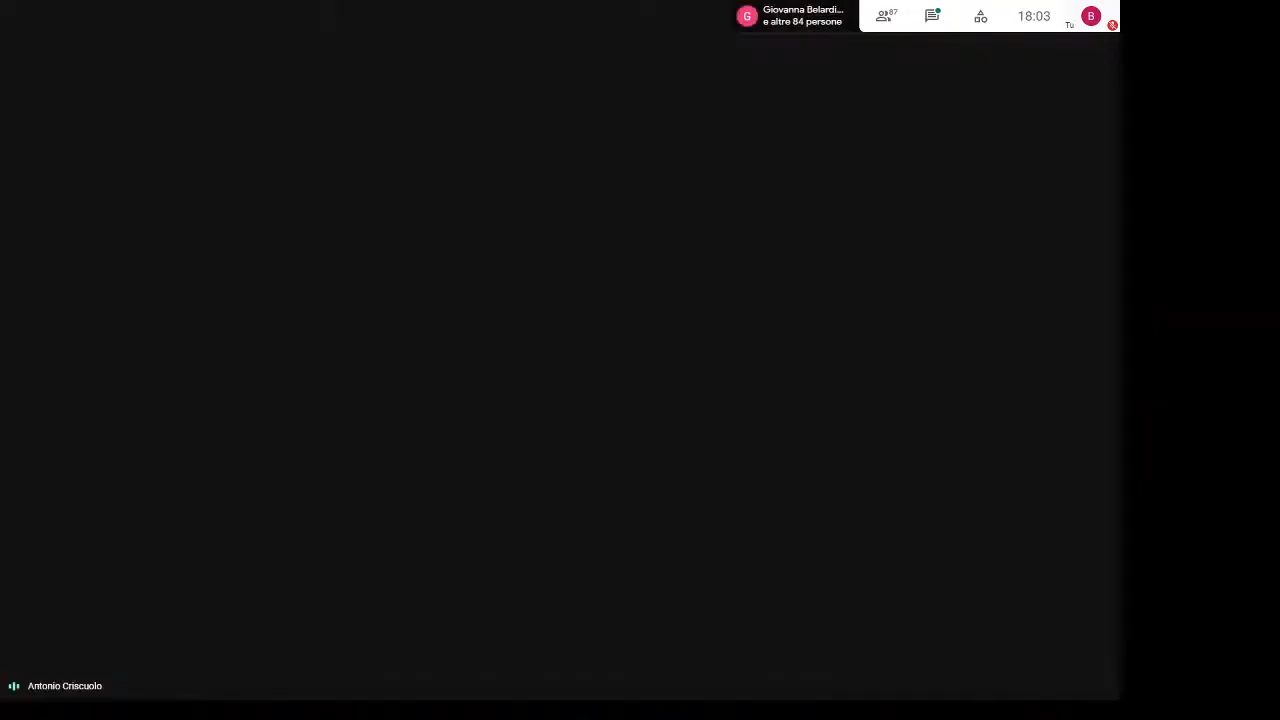 G
Giovanna Belardi...
e altre 84 persone
87
18:03
Tu
B
Antonio Criscuolo